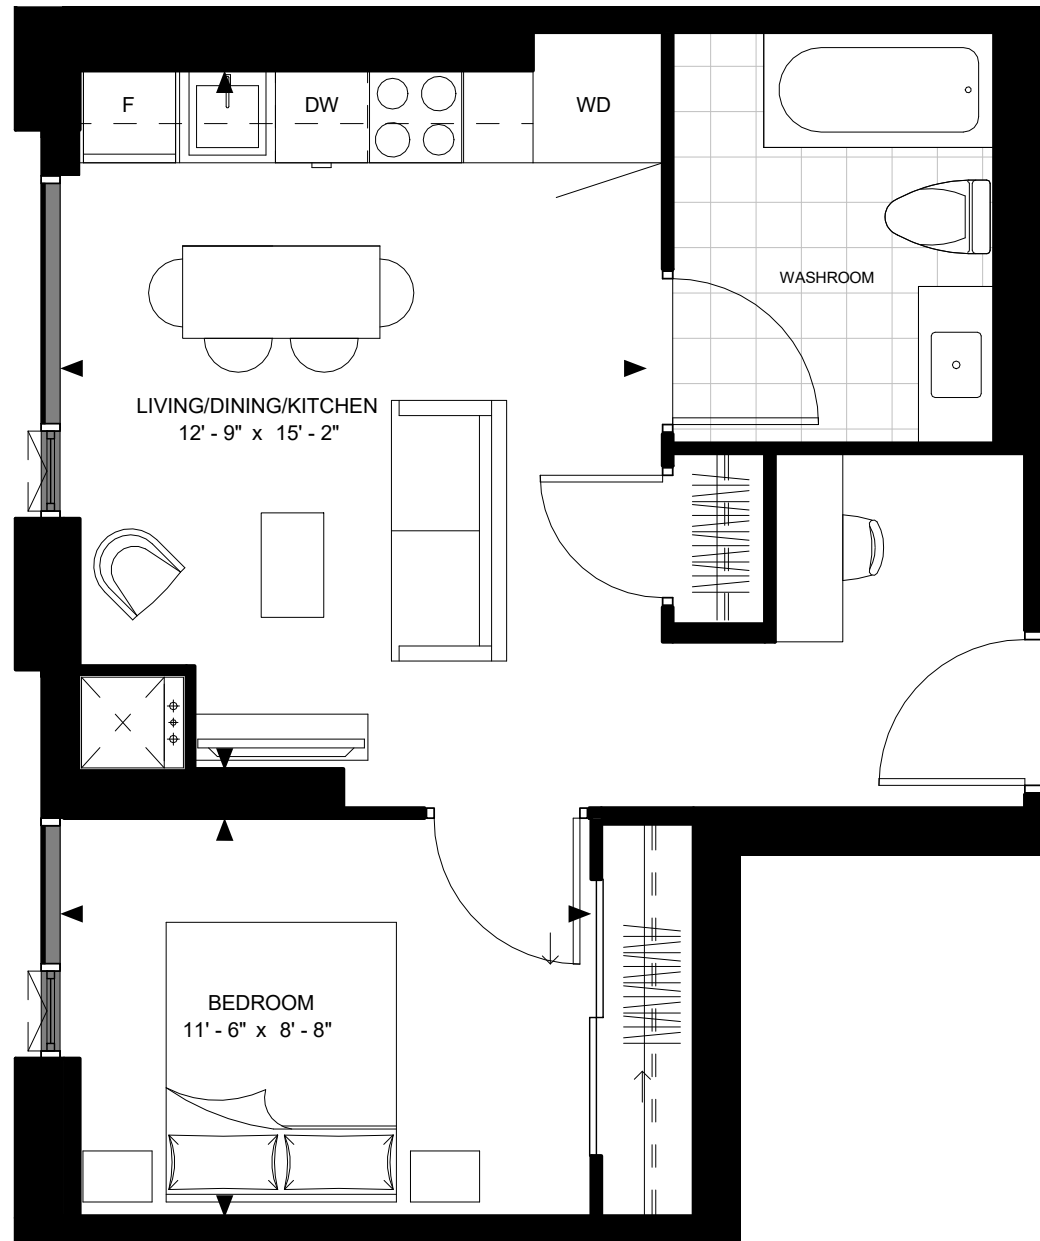 F
DW
WD
WASHROOM
LIVING/DINING/KITCHEN
12' - 9" x 15' - 2"
BEDROOM
11' - 6" x 8' - 8"